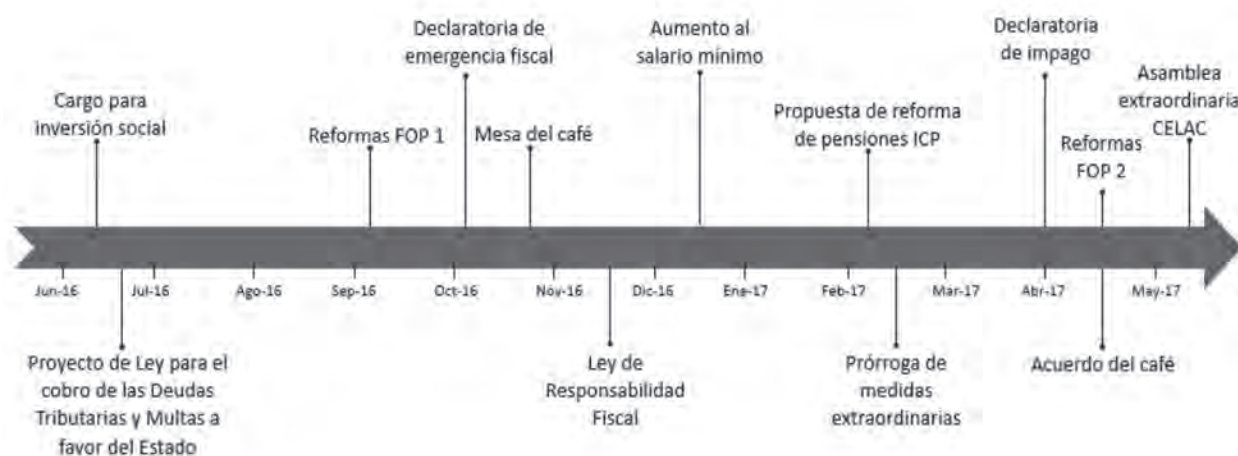 Cargo para
inversión social
Reformas FOP 1
Declaratoria de
emergencia fiscal
Mesa del café
Aumento al
salario mínimo
Propuesta de reforma
de pensiones ICP
Declaratoria
de impago
Reformas
FOP 2
Asamblea
extraordinaria
CELAC
Jun-16 Jul-16 Ago-16 Sep-16 Oct-16 Nov-16 Dic-16 Ene-17 Feb-17 Mar-17 Abr-17 May-17
Proyecto de Ley para el
cobro de las Deudas
Tributarias y Multas a
favor del Estado
Ley de
Responsabilidad
Fiscal
Prórroga de
medidas
extraordinarias
Acuerdo del café